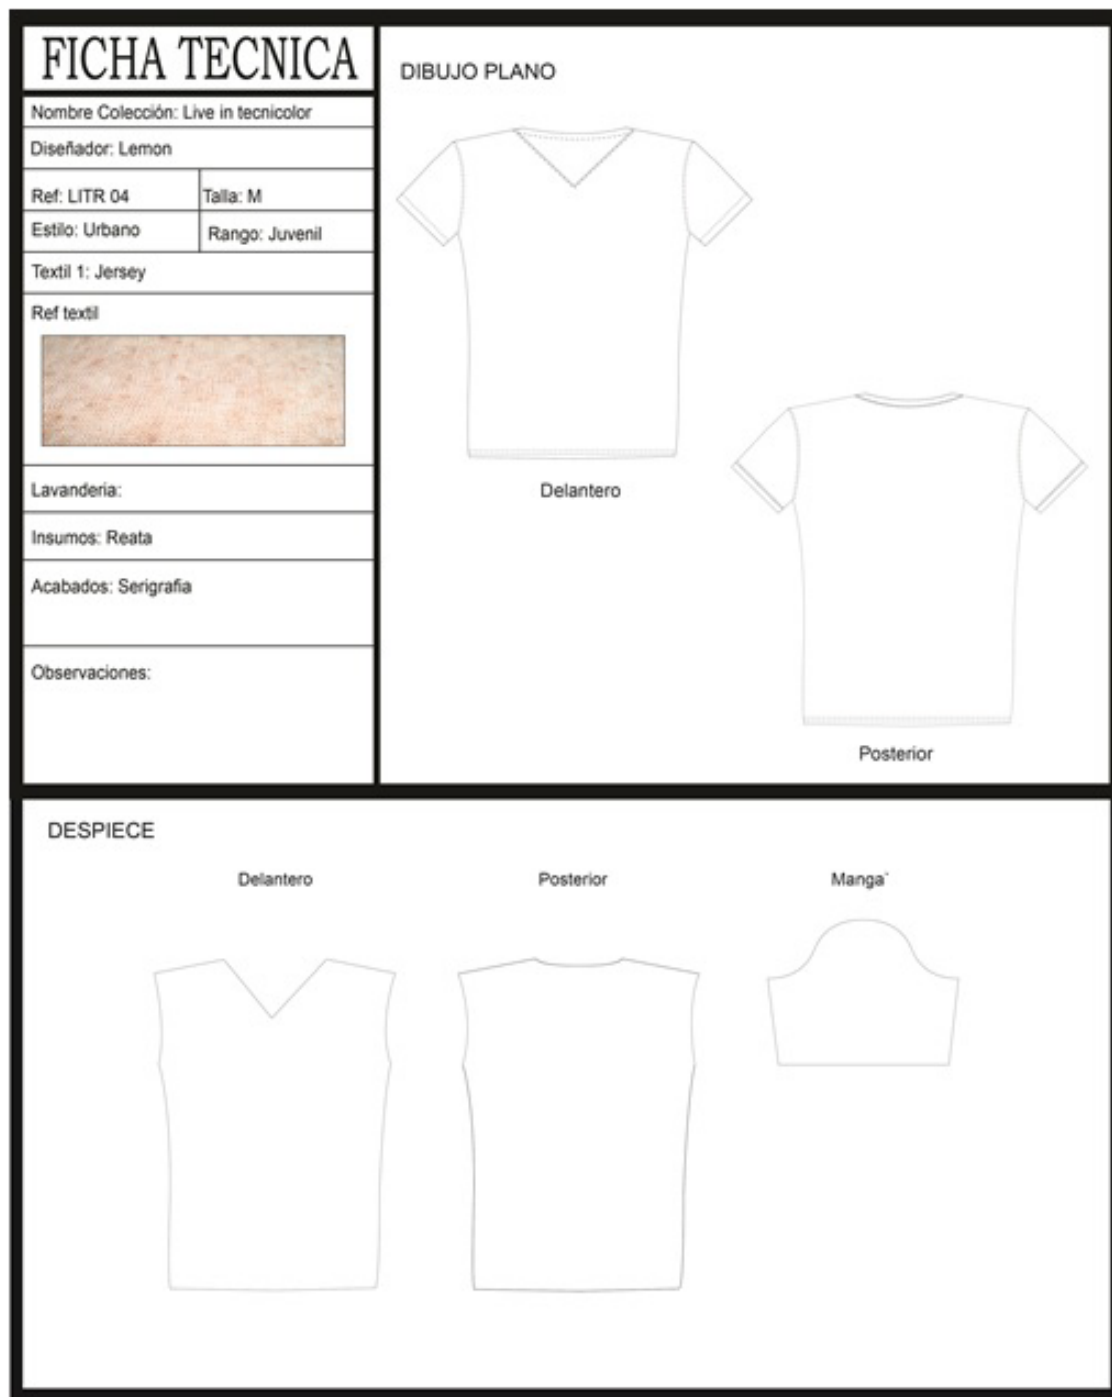 FICHA TECNICA
Nombre Colección: Live in tecnicolor
Diseñador: Lemon
Ref: LITR 04
Talla: M
Estilo: Urbano
Rango: Juvenil
Textil 1: Jersey
Ref textil
Lavanderia:
Insumos: Reata
Acabados: Serigrafia
Observaciones:
DIBUJO PLANO
Delantero
Posterior
DESPIECE
Delantero
Posterior
Manga´